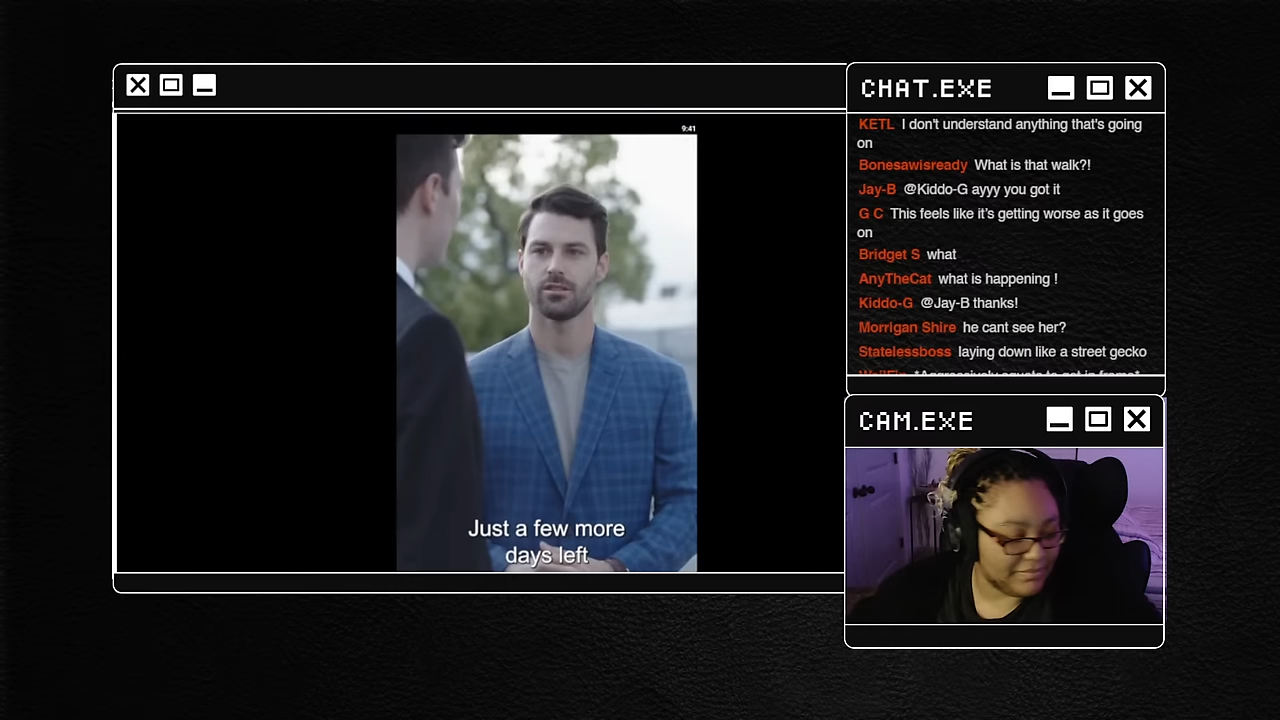 9:41
Just a few more
days left
CHAT.EXE
KETL I don't understand anything that's going
on
Bonesawisready What is that walk?!
Jay-B @Kiddo-G ayyy you got it
G C This feels like it's getting worse as it goes
on
Bridget S what
AnyTheCat what is happening !
Kiddo-G @Jay-B thanks!
Morrigan Shire he cant see her?
Statelessboss laying down like a street gecko
CAM.EXE